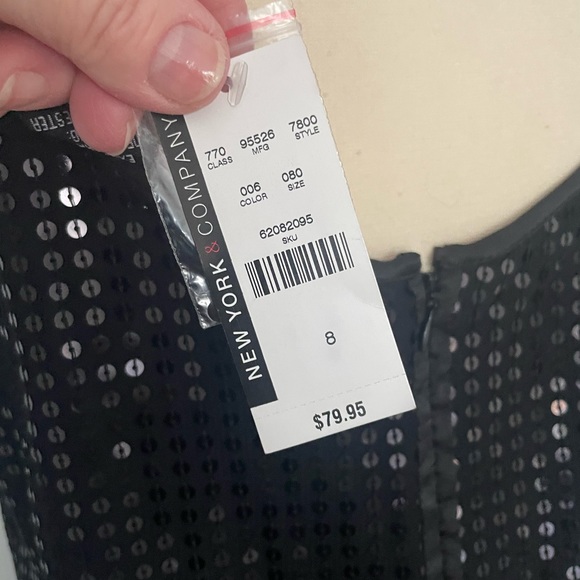 770 95526 7800
CLASS MFG STYLE
006 080
COLOR SIZE
62082095
SKU
8
$79.95
NEW YORK & COMPANY